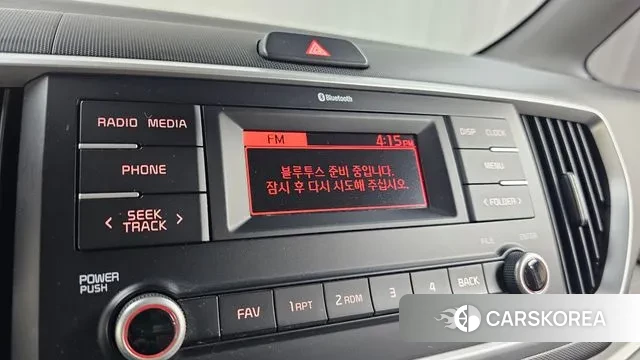 Bluetooth
RADIO MEDIA
FM 4:15PM
DISP CLOCK
블루투스 준비 중입니다.
잠시 후 다시 시도해 주십시오.
PHONE
MENU
< SEEK TRACK >
< FOLDER >
POWER PUSH
FILE
FAV
1 RPT
2 RDM
3
4
BACK
CARSKOREA